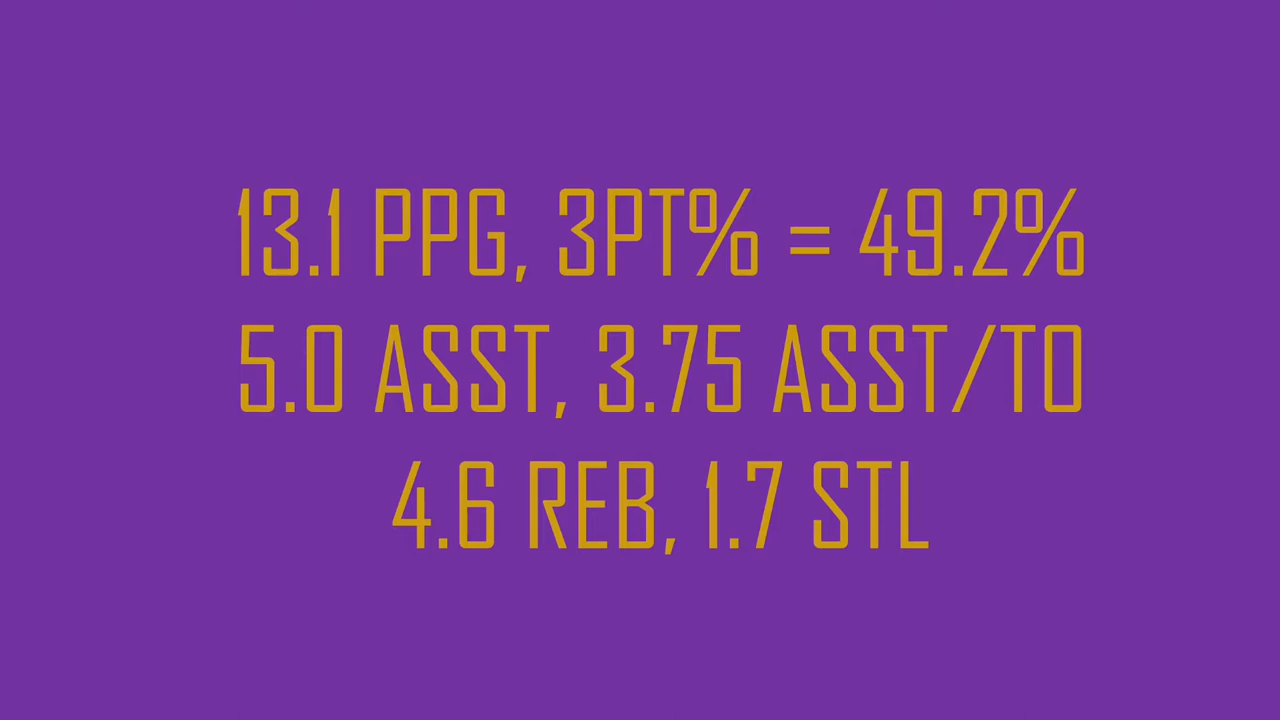 13.1 PPG, 3PT% = 49.2%
5.0 ASST, 3.75 ASST/TO
4.6 REB, 1.7 STL